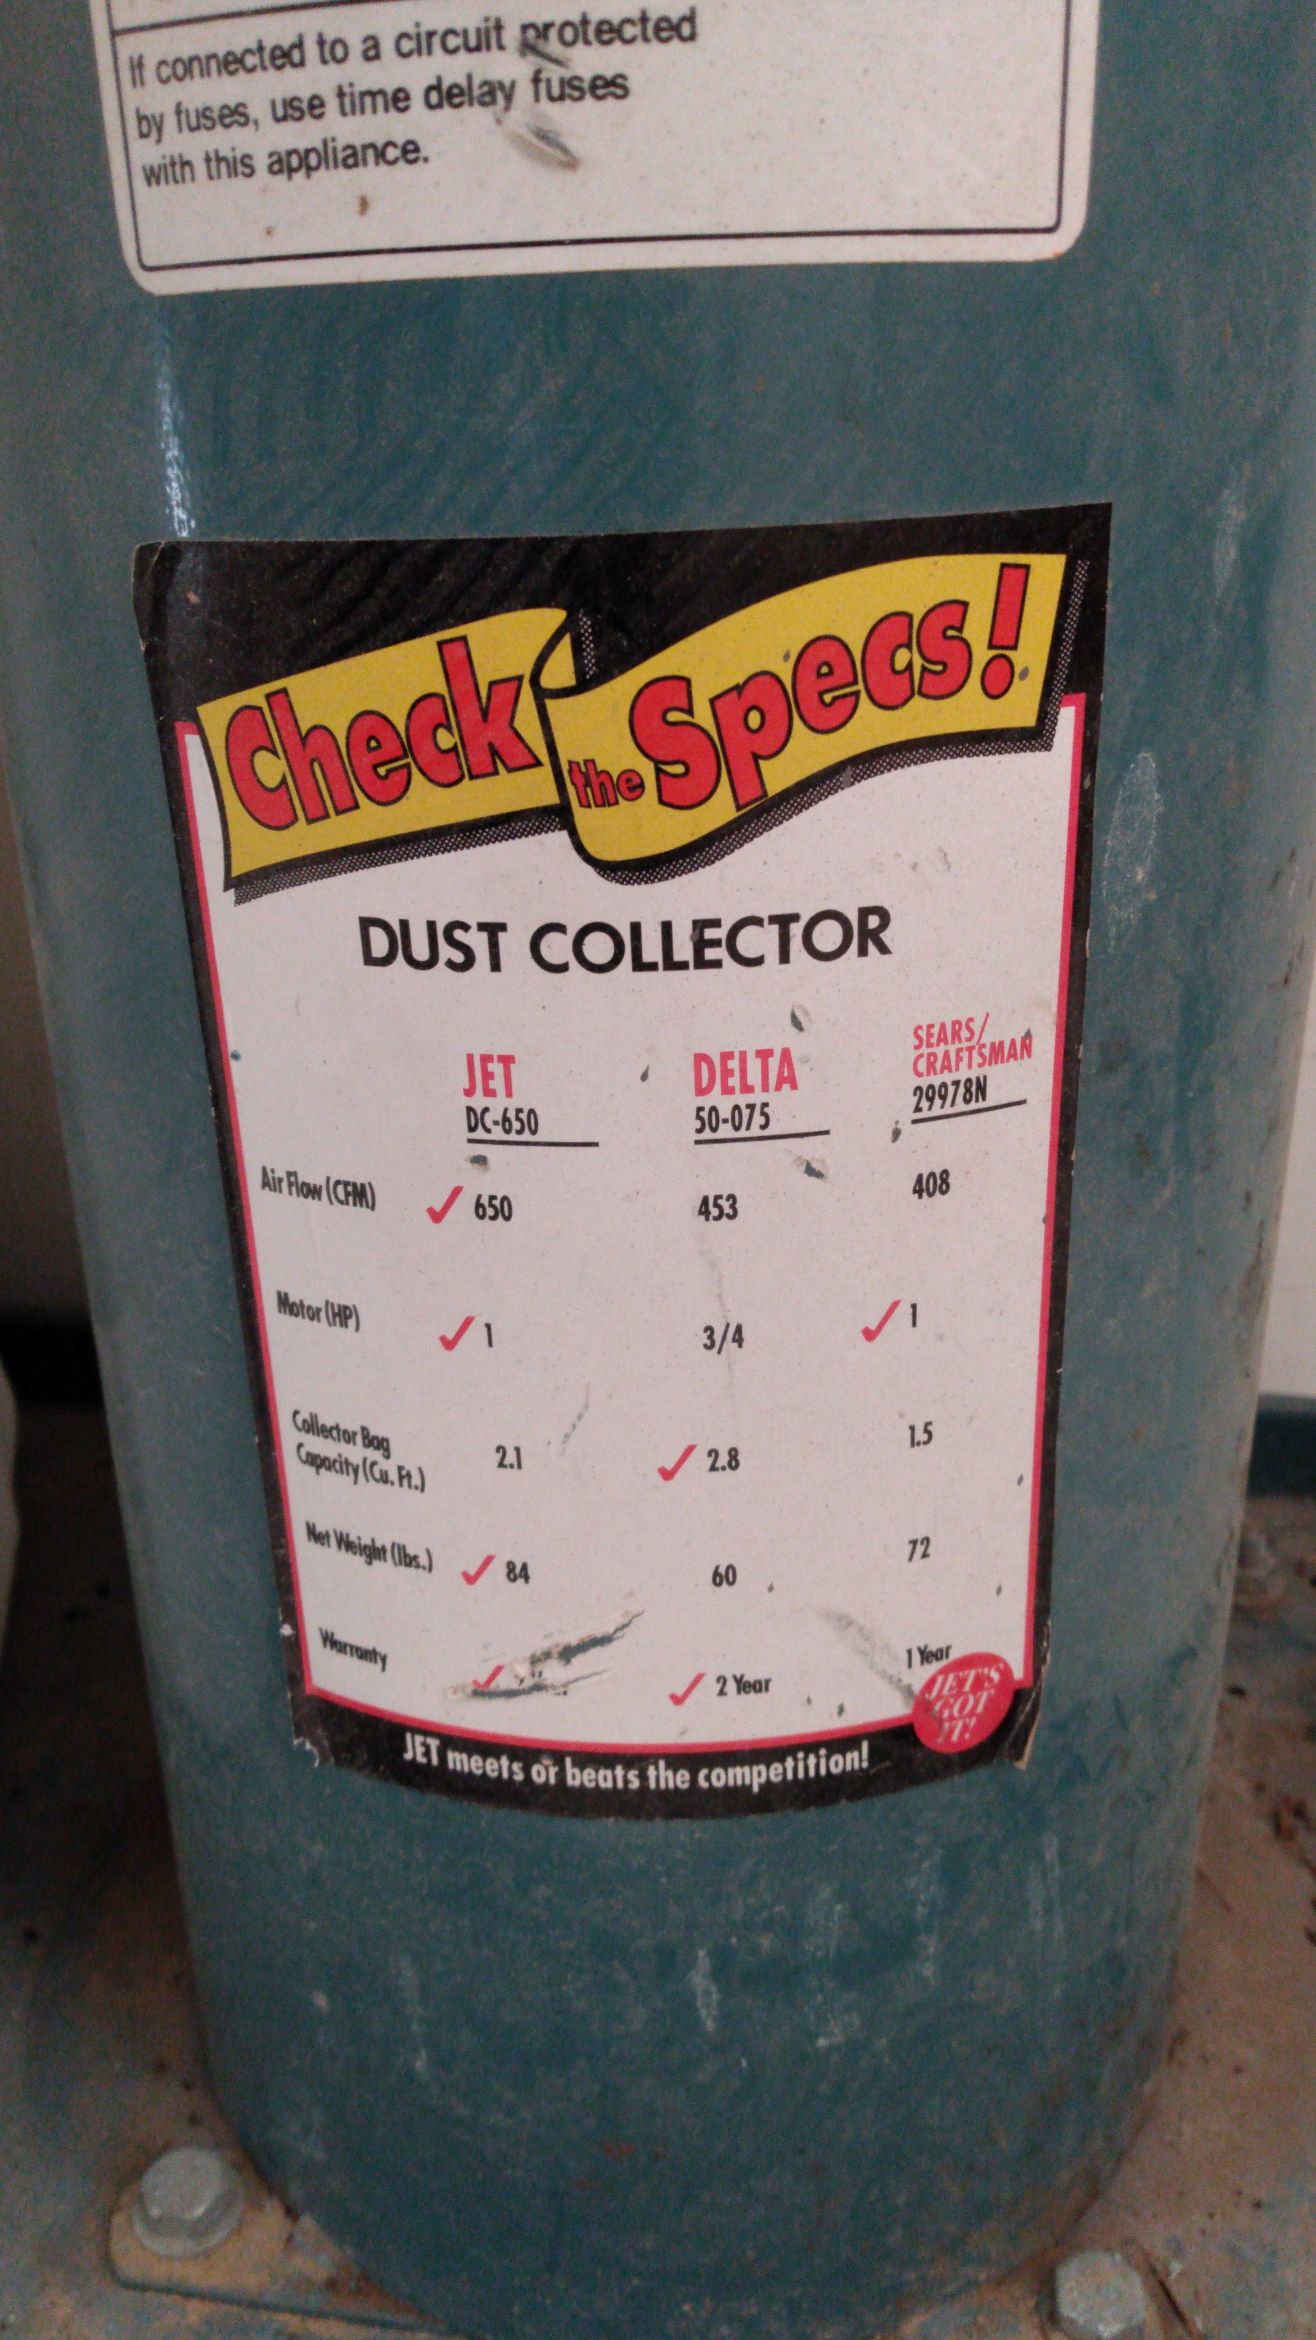 If connected to a circuit protected
by fuses, use time delay fuses
with this appliance.
Check the Specs!
DUST COLLECTOR
JET
DC-650
DELTA
50-075
SEARS/
CRAFTSMAN
29978N
Air Flow (CFM) ✓ 650 453 408
Motor (HP) ✓ 1 3/4 ✓ 1
Collector Bag
Capacity (Cu. Ft.) 2.1 ✓ 2.8 1.5
Net Weight (lbs.) ✓ 84 60 72
Warranty ✓ ✓ 2 Year 1 Year
JET'S
GOT
IT!
JET meets or beats the competition!